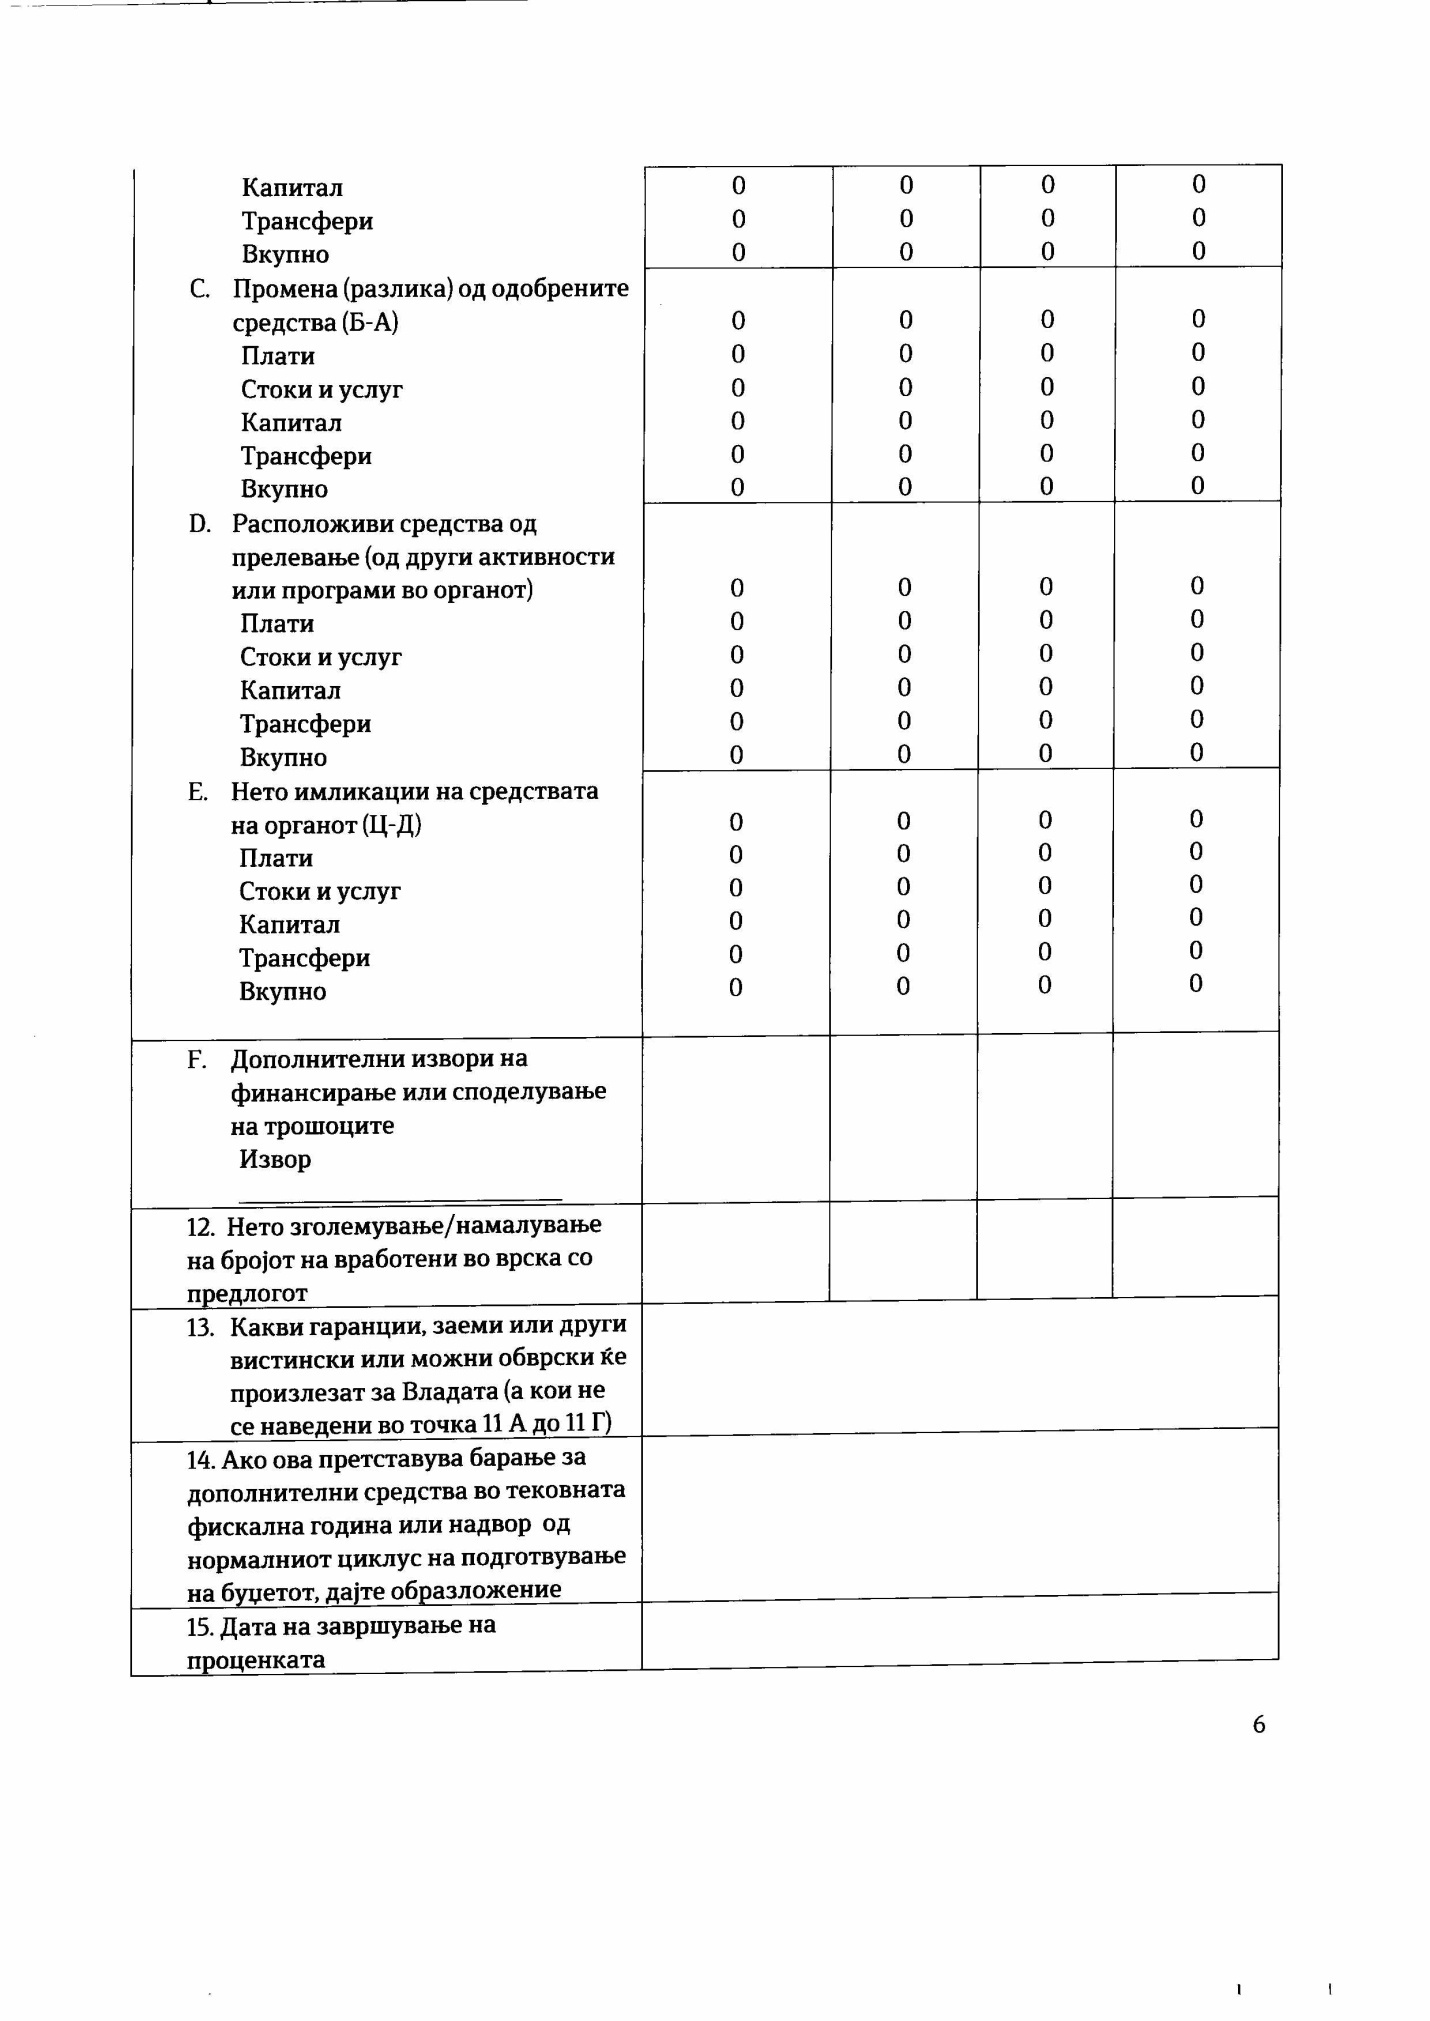 Капитал 0 0 0 0
Трансфери 0 0 0 0
Вкупно 0 0 0 0
C. Промена (разлика) од одобрените
средства (Б-А) 0 0 0 0
Плати 0 0 0 0
Стоки и услуг 0 0 0 0
Капитал 0 0 0 0
Трансфери 0 0 0 0
Вкупно 0 0 0 0
D. Расположиви средства од
прелевање (од други активности
или програми во органот) 0 0 0 0
Плати 0 0 0 0
Стоки и услуг 0 0 0 0
Капитал 0 0 0 0
Трансфери 0 0 0 0
Вкупно 0 0 0 0
E. Нето имликации на средствата
на органот (Ц-Д) 0 0 0 0
Плати 0 0 0 0
Стоки и услуг 0 0 0 0
Капитал 0 0 0 0
Трансфери 0 0 0 0
Вкупно 0 0 0 0
F. Дополнителни извори на
финансирање или споделување
на трошоците
Извор
12. Нето зголемување/намалување
на бројот на вработени во врска со
предлогот
13. Какви гаранции, заеми или други
вистински или можни обврски ќе
произлезат за Владата (а кои не
се наведени во точка 11 А до 11 Г)
14. Ако ова претставува барање за
дополнителни средства во тековната
фискална година или надвор од
нормалниот циклус на подготвување
на буџетот, дајте образложение
15. Дата на завршување на
проценката
6